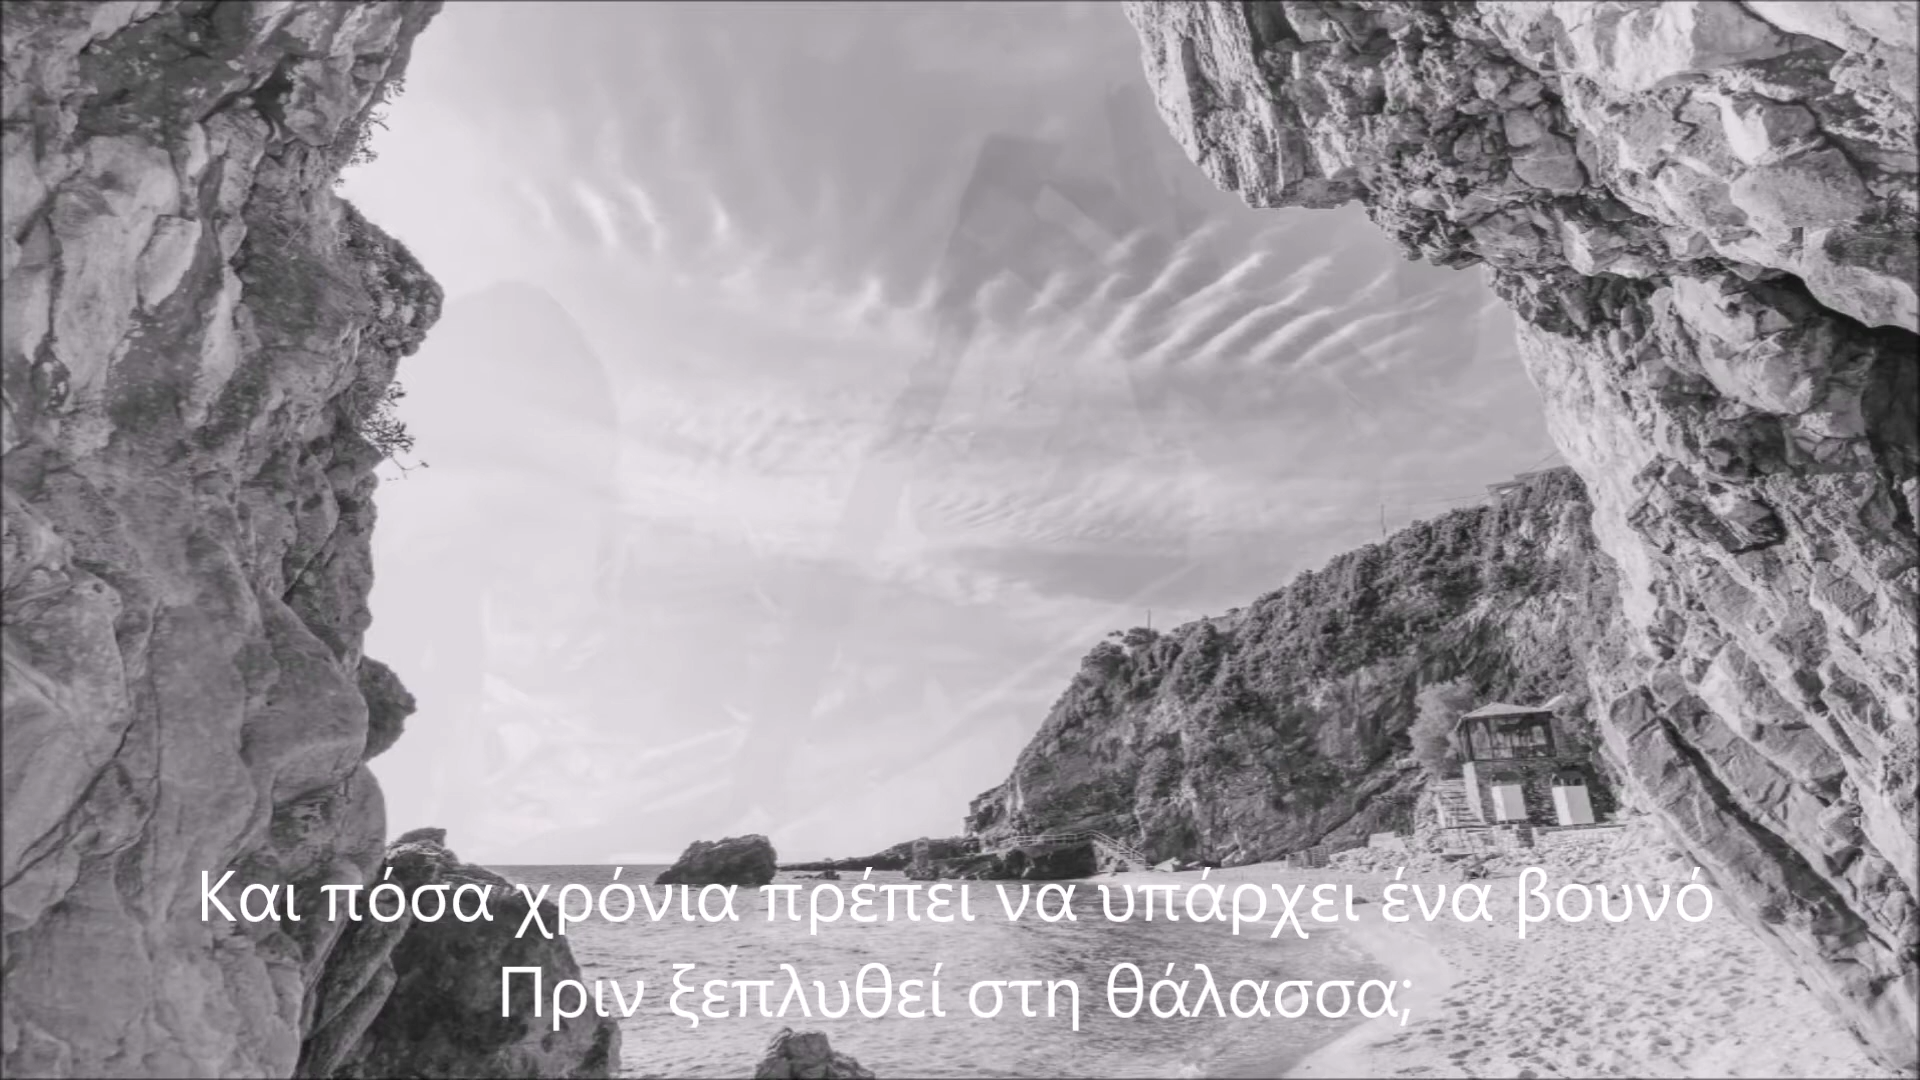 Και πόσα χρόνια πρέπει να υπάρχει ένα βουνό
Πριν ξεπλυθεί στη θάλασσα;